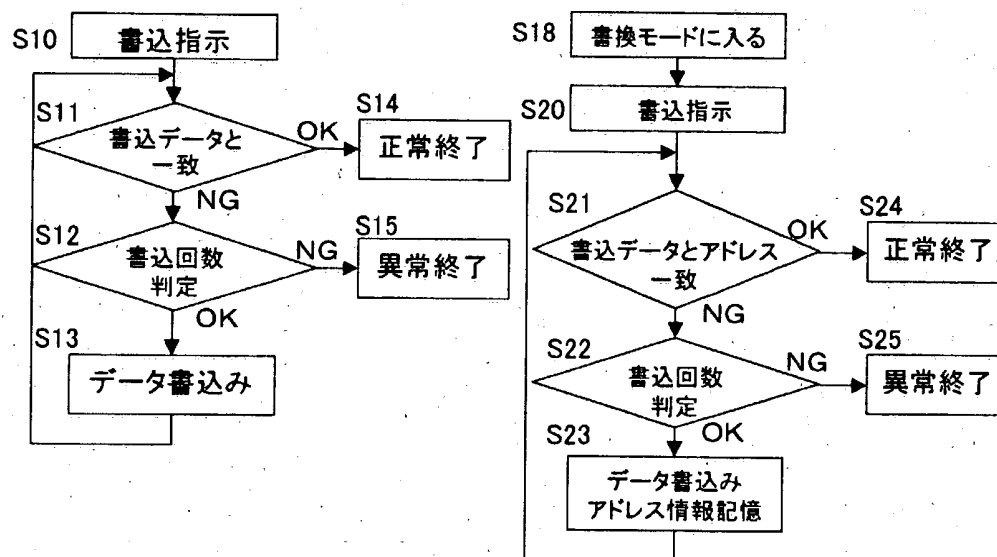 S10
書込指示
S11
書込データと
一致
OK
S14
正常終了
NG
S12
書込回数
判定
NG
S15
異常終了
OK
S13
データ書込み
S18
書換モードに入る
S20
書込指示
S21
書込データとアドレス
一致
OK
S24
正常終了
NG
S22
書込回数
判定
NG
S25
異常終了
OK
S23
データ書込み
アドレス情報記憶